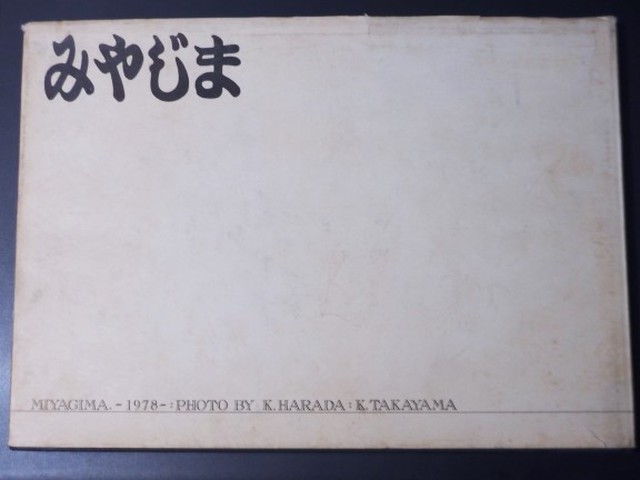 みやじま
MIYAGIMA. -1978- : PHOTO BY K. HARADA : K. TAKAYAMA